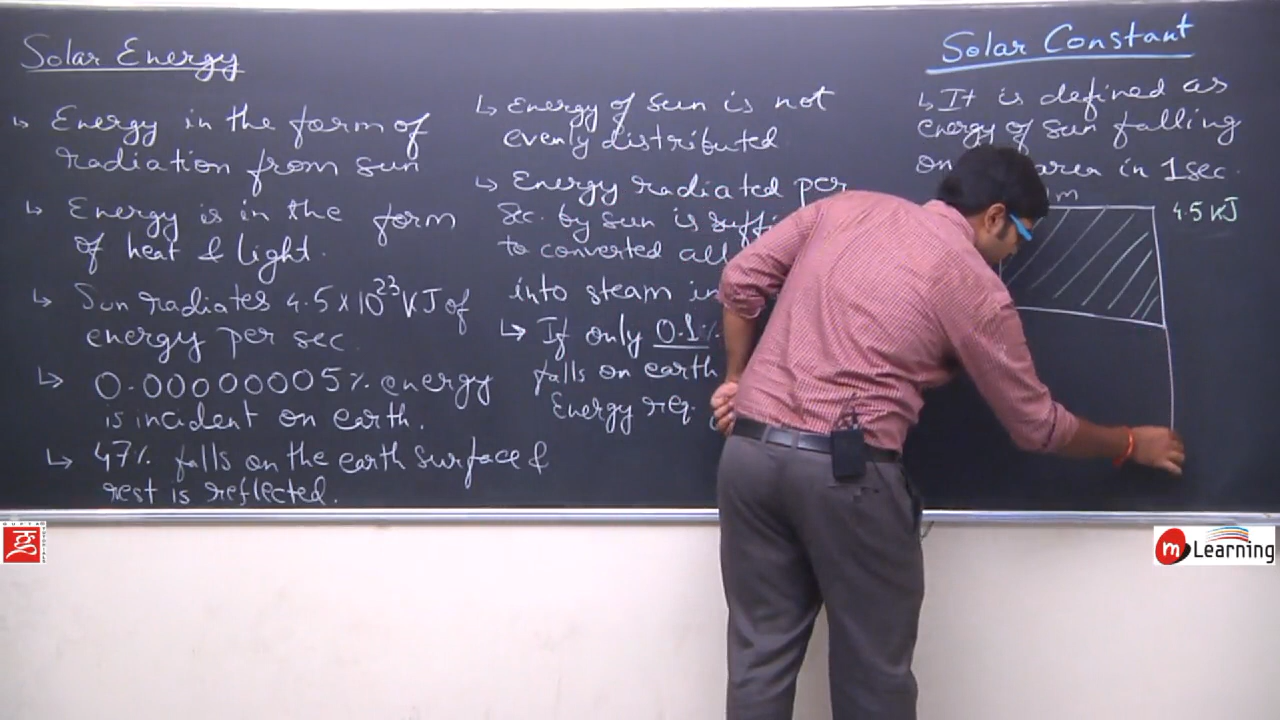 Solar Energy
↳ Energy in the form of
radiation from sun
↳ Energy is in the form
of heat & light.
↳ Sun radiates 4.5 x 10²³ KJ of
energy per sec.
↳ 0.00000005% energy
is incident on earth.
↳ 47% falls on the earth surface &
rest is reflected.
↳ Energy of sun is not
evenly distributed
↳ Energy radiated per
sec. by sun is
to converted all
into steam in
↳ If only 0.1%
falls on earth
Energy req.
Solar Constant
↳ It is defined as
energy of sun falling
on area in 1sec.
m
4.5 KJ
GUPTA TUTORIALS
m Learning